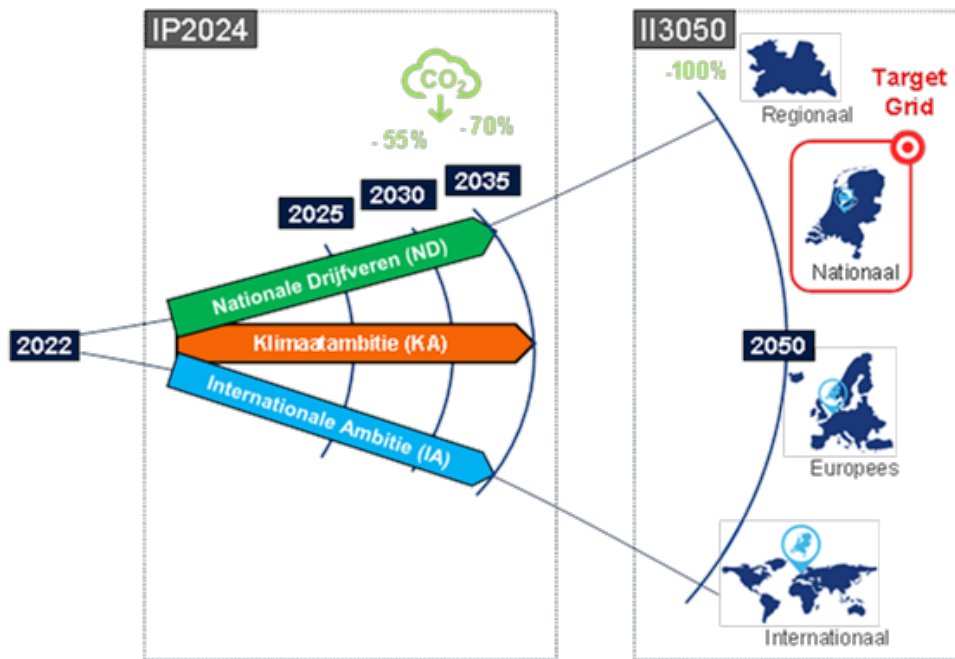 IP2024
II3050
CO2
-55%
-70%
-100%
Regionaal
Target
Grid
2025
2030
2035
Nationale Drijfveren (ND)
Nationaal
2022
Klimaatambitie (KA)
2050
Internationale Ambitie (IA)
Europees
Internationaal